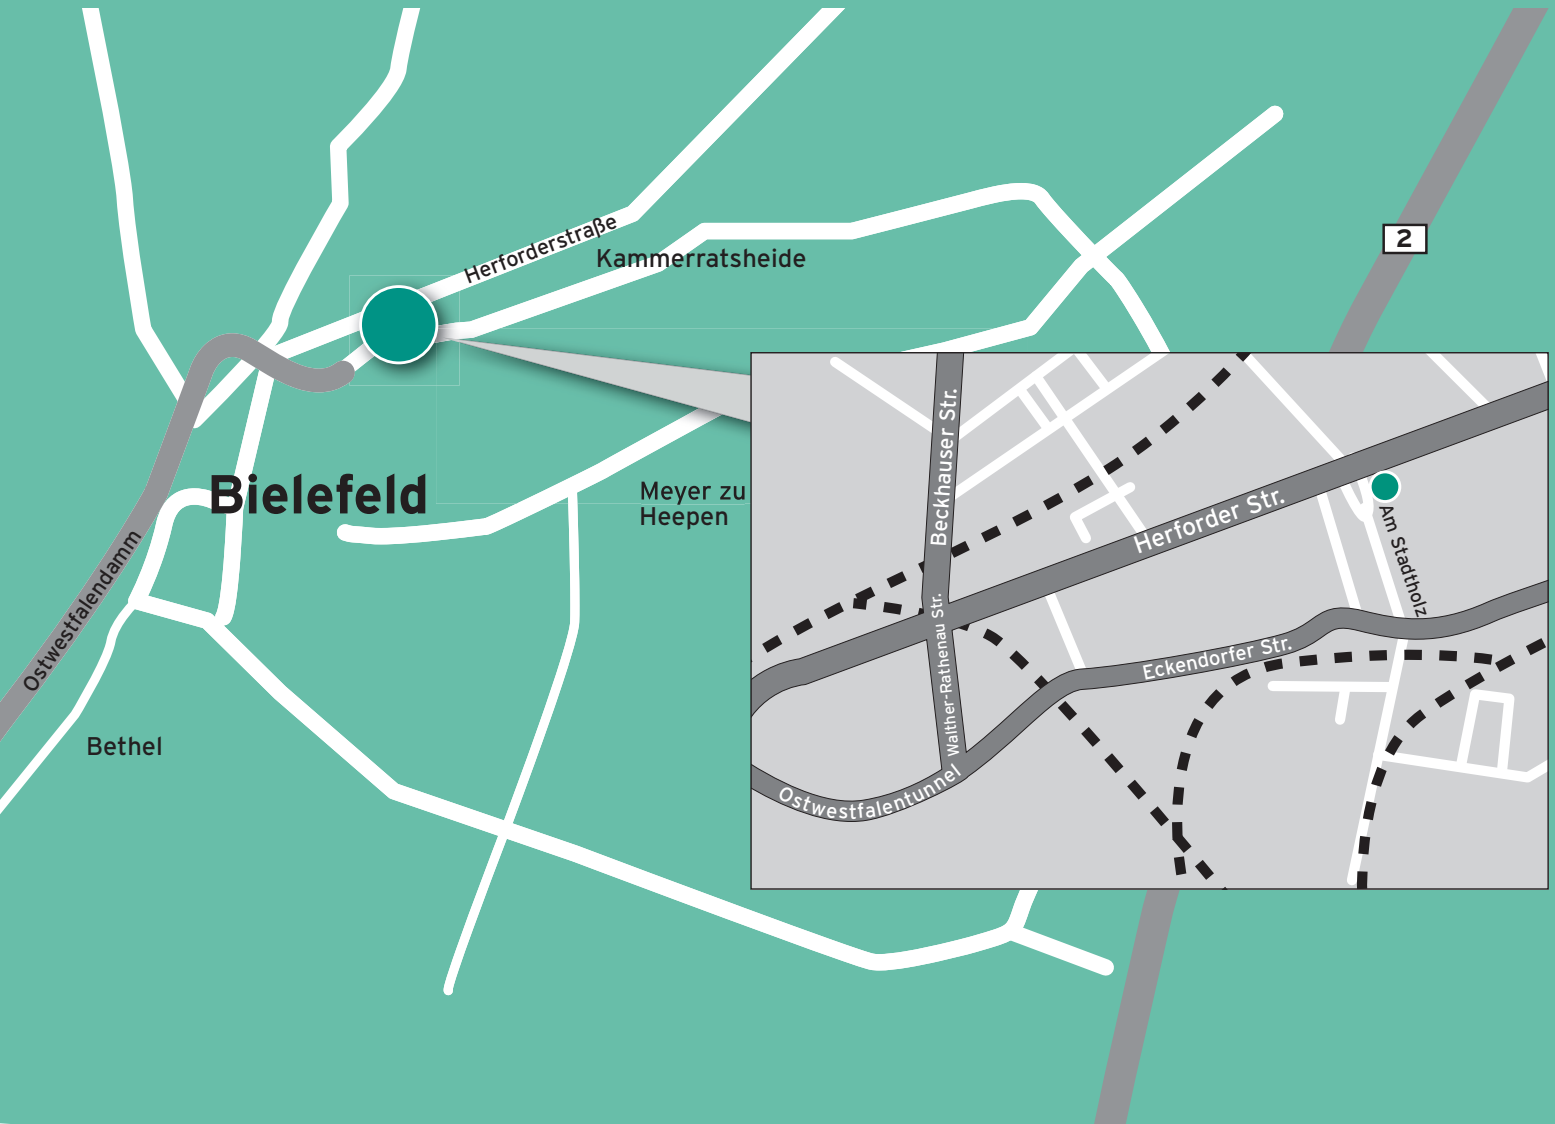 Herforderstraße
Kammerratsheide
2
Bielefeld
Meyer zu
Heepen
Ostwestfalendamm
Bethel
Beckhauser Str.
Herforder Str.
Am Stadtholz
Walther-Rathenau Str.
Eckendorfer Str.
Ostwestfalentunnel